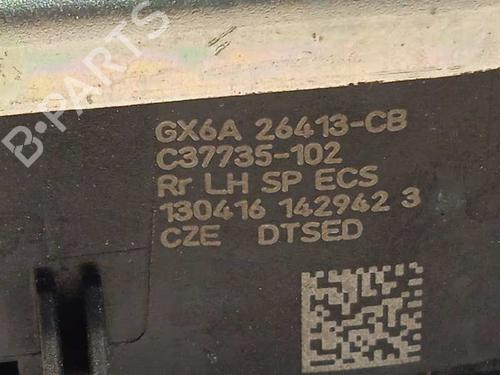 B-PARTS
GX6A 26413-CB
C37735-102
Rr LH SP ECS
130416 142942 3
CZE DTSED